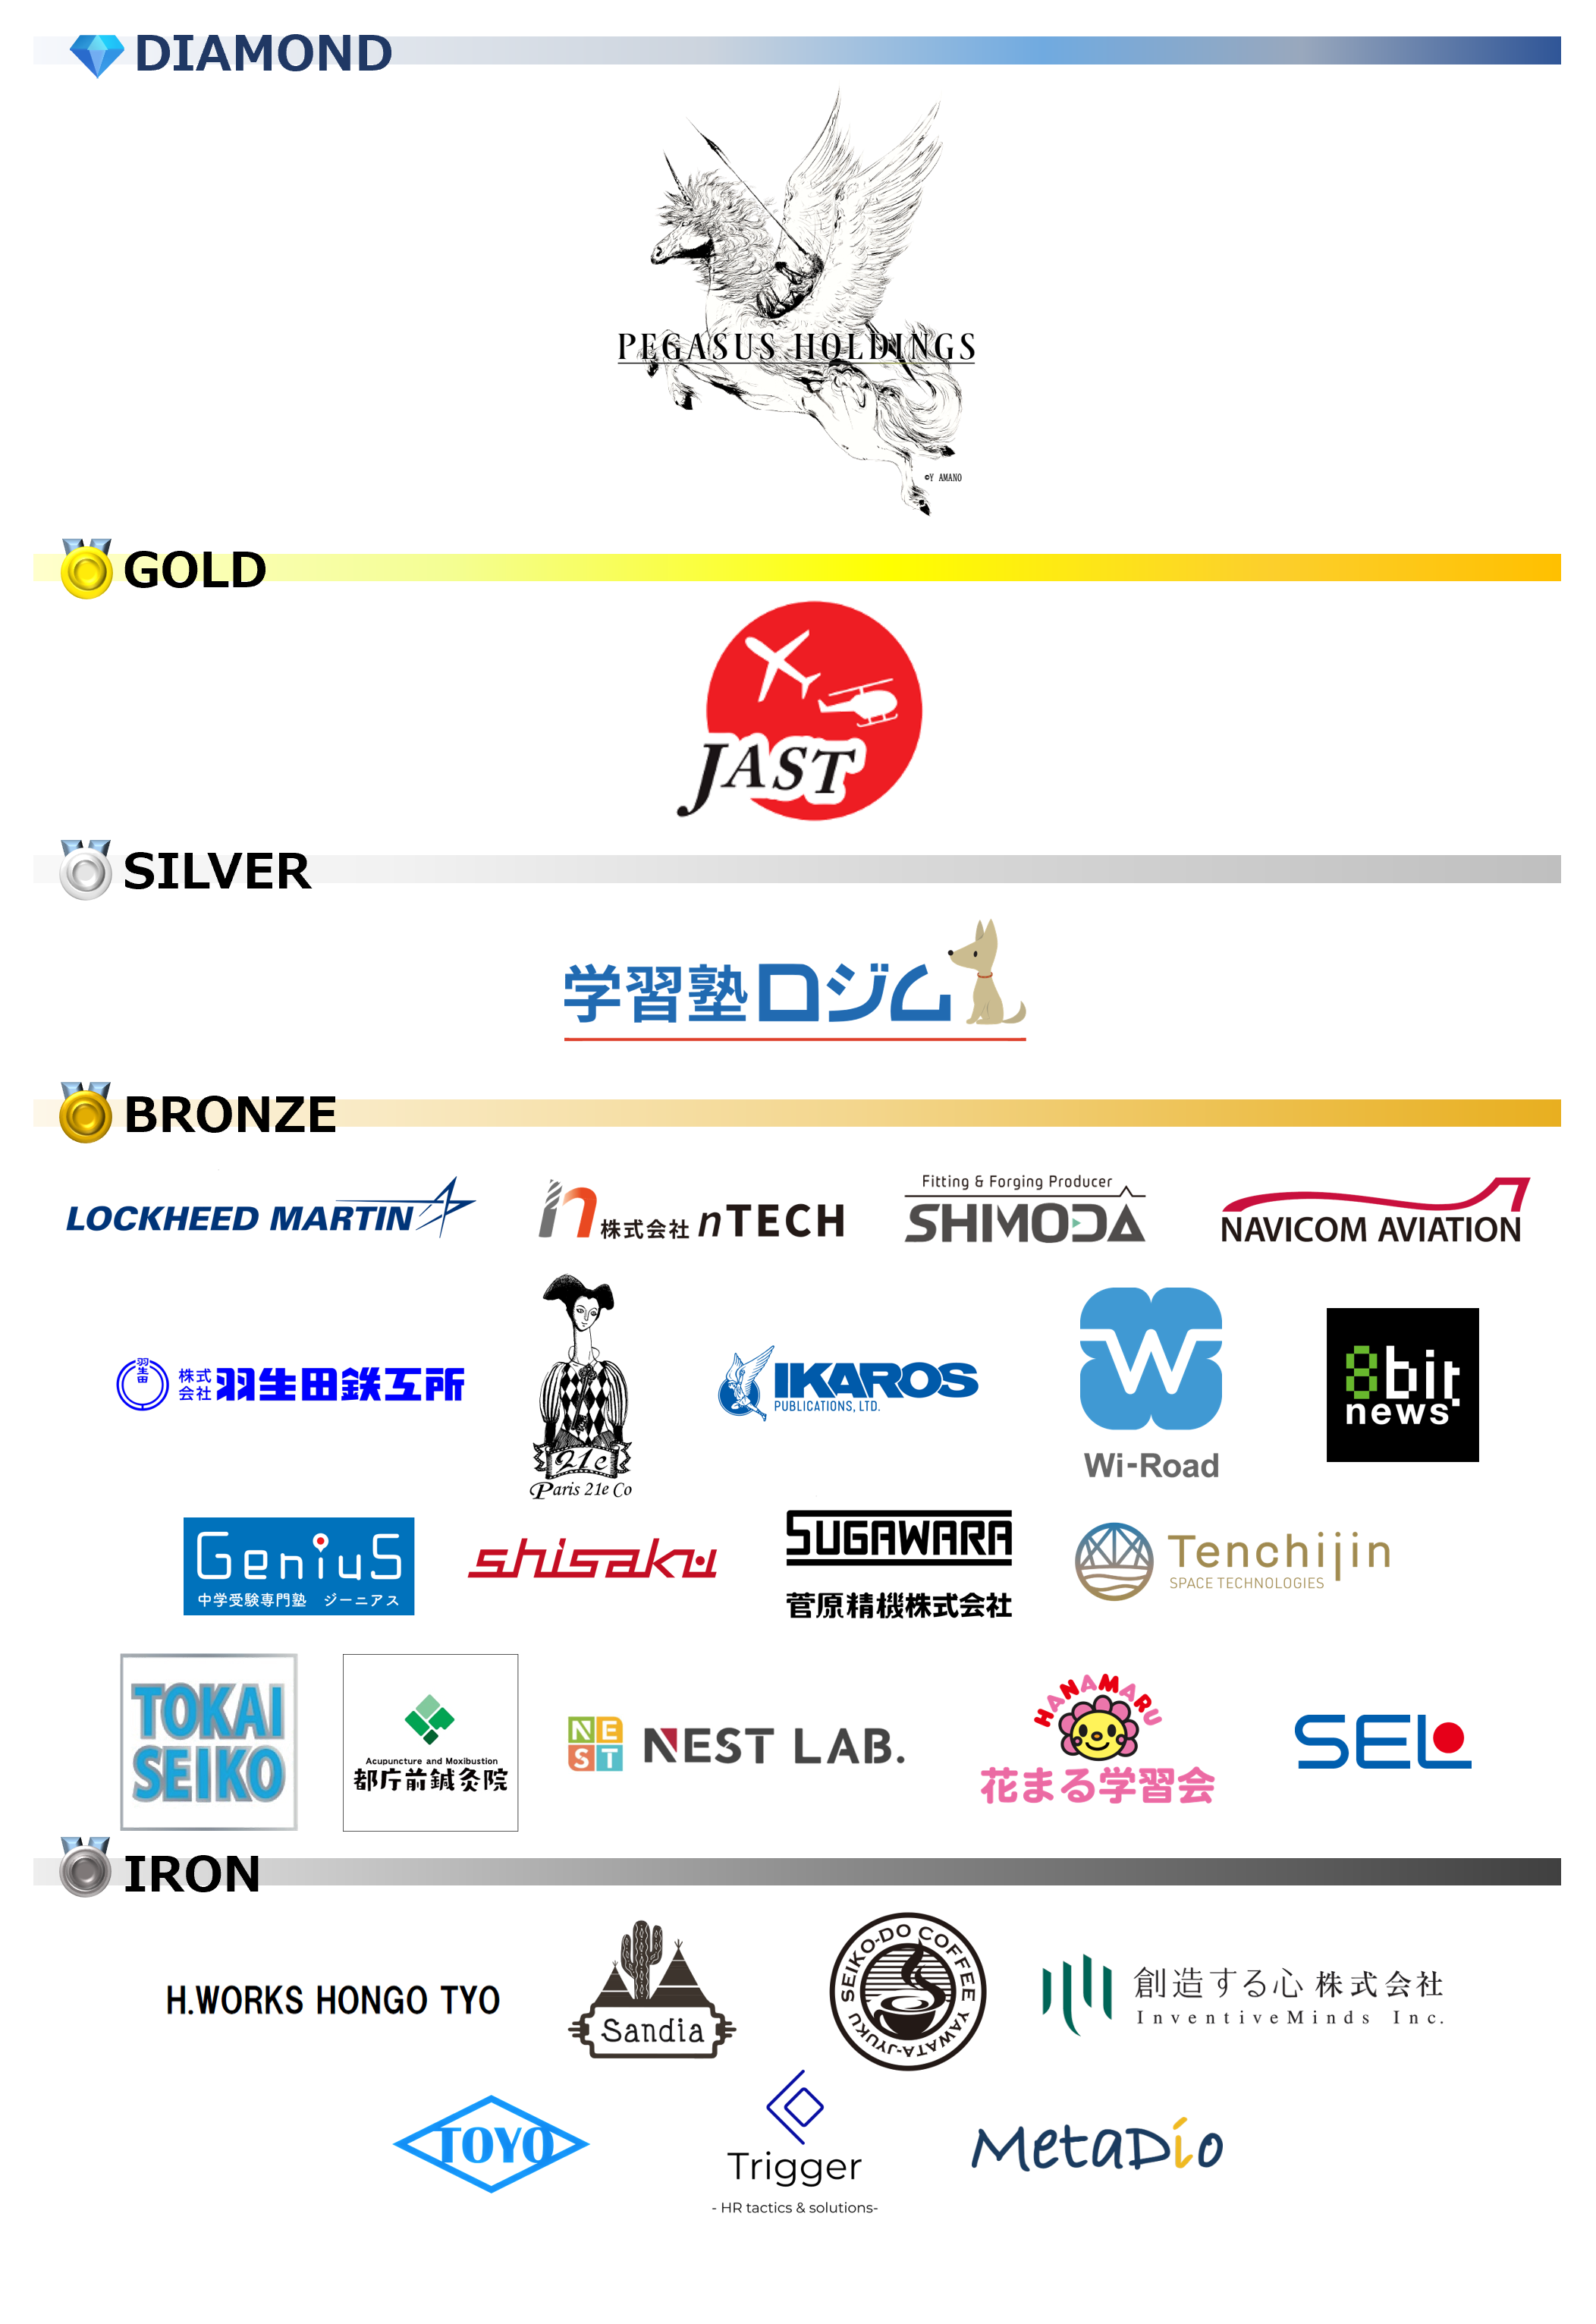 DIAMOND
PEGASUS HOLDINGS
©Y AMANO
GOLD
JAST
SILVER
学習塾ロジム
BRONZE
LOCKHEED MARTIN
n 株式会社 nTECH
Fitting & Forging Producer
SHIMODA
NAVICOM AVIATION
羽生田
株式会社 羽生田鉄工所
21e
Paris 21e Co
IKAROS
PUBLICATIONS, LTD.
W
Wi-Road
8bit
news
GeniuS
中学受験専門塾 ジーニアス
shisaku
SUGAWARA
菅原精機株式会社
Tenchijin
SPACE TECHNOLOGIES
TOKAI
SEIKO
Acupuncture and Moxibustion
都庁前鍼灸院
NE
ST
NEST LAB.
HANAMARU
花まる学習会
SEL
IRON
H.WORKS HONGO TYO
Sandia
SEIKO-DO COFFEE
YAWATA-JYUKU
創造する心 株式会社
InventiveMinds Inc.
TOYO
Trigger
- HR tactics & solutions-
MetaDio